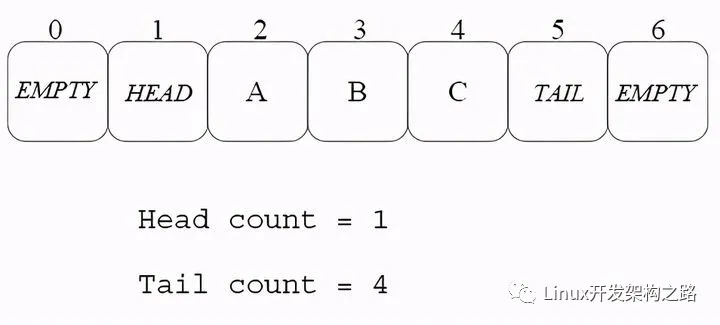 0 1 2 3 4 5 6
EMPTY HEAD A B C TAIL EMPTY
Head count = 1
Tail count = 4
Linux开发架构之路